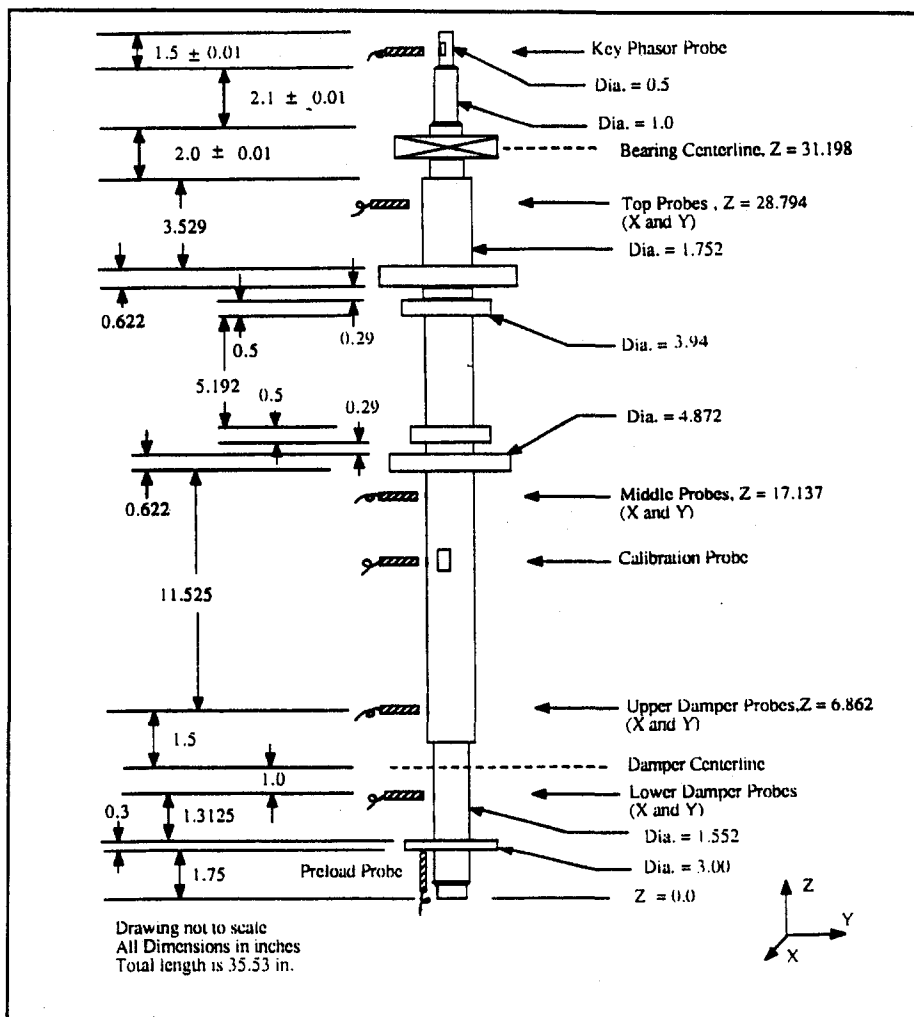 1.5 ± 0.01
Key Phasor Probe
Dia. = 0.5
2.1 ± 0.01
Dia. = 1.0
2.0 ± 0.01
Bearing Centerline, Z = 31.198
3.529
Top Probes , Z = 28.794
(X and Y)
Dia. = 1.752
0.622
0.5
0.29
Dia. = 3.94
5.192
0.5
0.29
Dia. = 4.872
0.622
Middle Probes, Z = 17.137
(X and Y)
Calibration Probe
11.525
Upper Damper Probes,Z = 6.862
(X and Y)
1.5
Damper Centerline
1.0
Lower Damper Probes
(X and Y)
0.3
1.3125
Dia. = 1.552
1.75
Preload Probe
Dia. = 3.00
Z = 0.0
Drawing not to scale
All Dimensions in inches
Total length is 35.53 in.
Z
Y
X